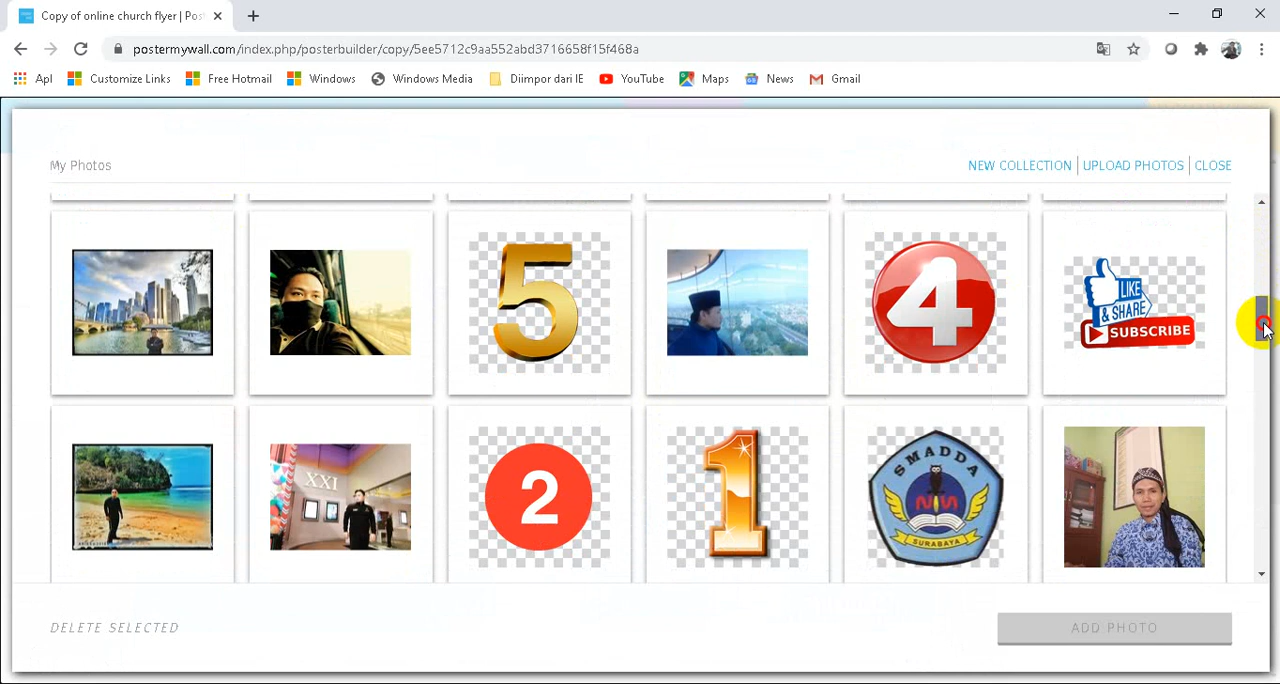 Copy of online church flyer | Pos
postermywall.com/index.php/posterbuilder/copy/5ee5712c9aa552abd3716658f15f468a
Apl Customize Links Free Hotmail Windows Windows Media Diimpor dari IE YouTube Maps News Gmail
My Photos NEW COLLECTION UPLOAD PHOTOS CLOSE
5 4
LIKE
& SHARE
SUBSCRIBE
XXI 2 1
SMADDA
SURABAYA
DELETE SELECTED ADD PHOTO